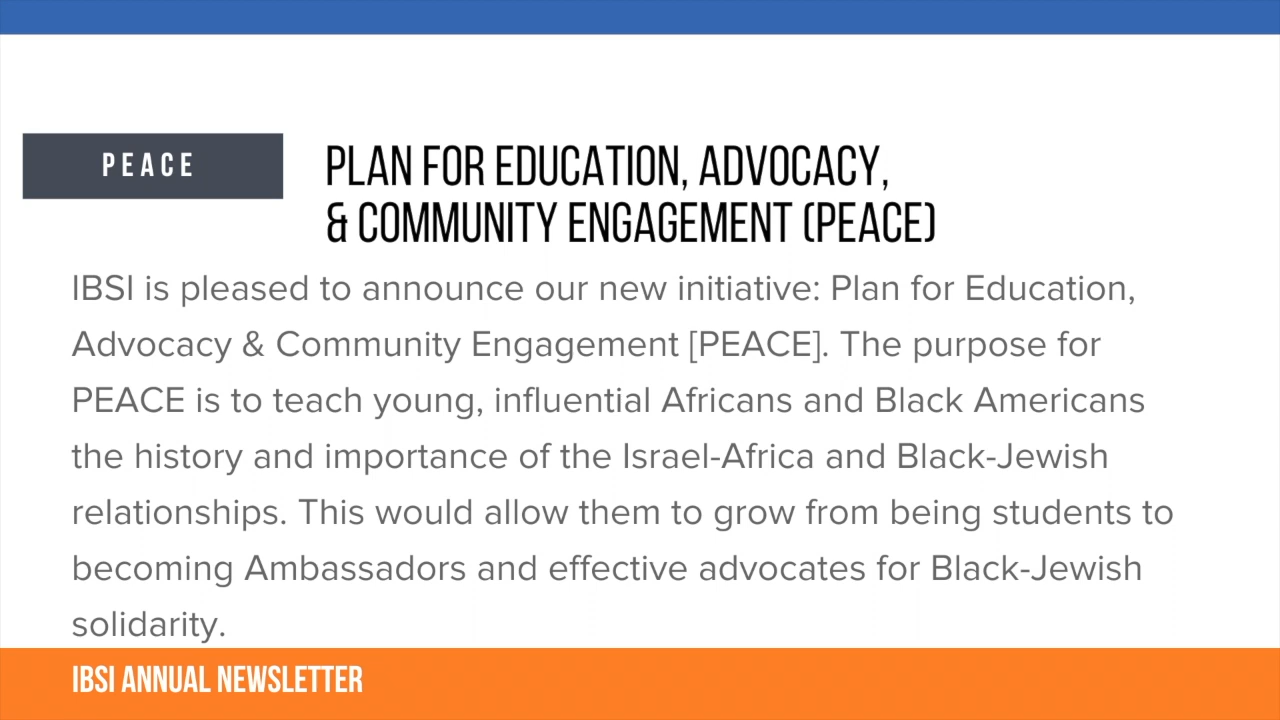 PEACE
PLAN FOR EDUCATION, ADVOCACY,
& COMMUNITY ENGAGEMENT (PEACE)
IBSI is pleased to announce our new initiative: Plan for Education,
Advocacy & Community Engagement [PEACE]. The purpose for
PEACE is to teach young, influential Africans and Black Americans
the history and importance of the Israel-Africa and Black-Jewish
relationships. This would allow them to grow from being students to
becoming Ambassadors and effective advocates for Black-Jewish
solidarity.
IBSI ANNUAL NEWSLETTER